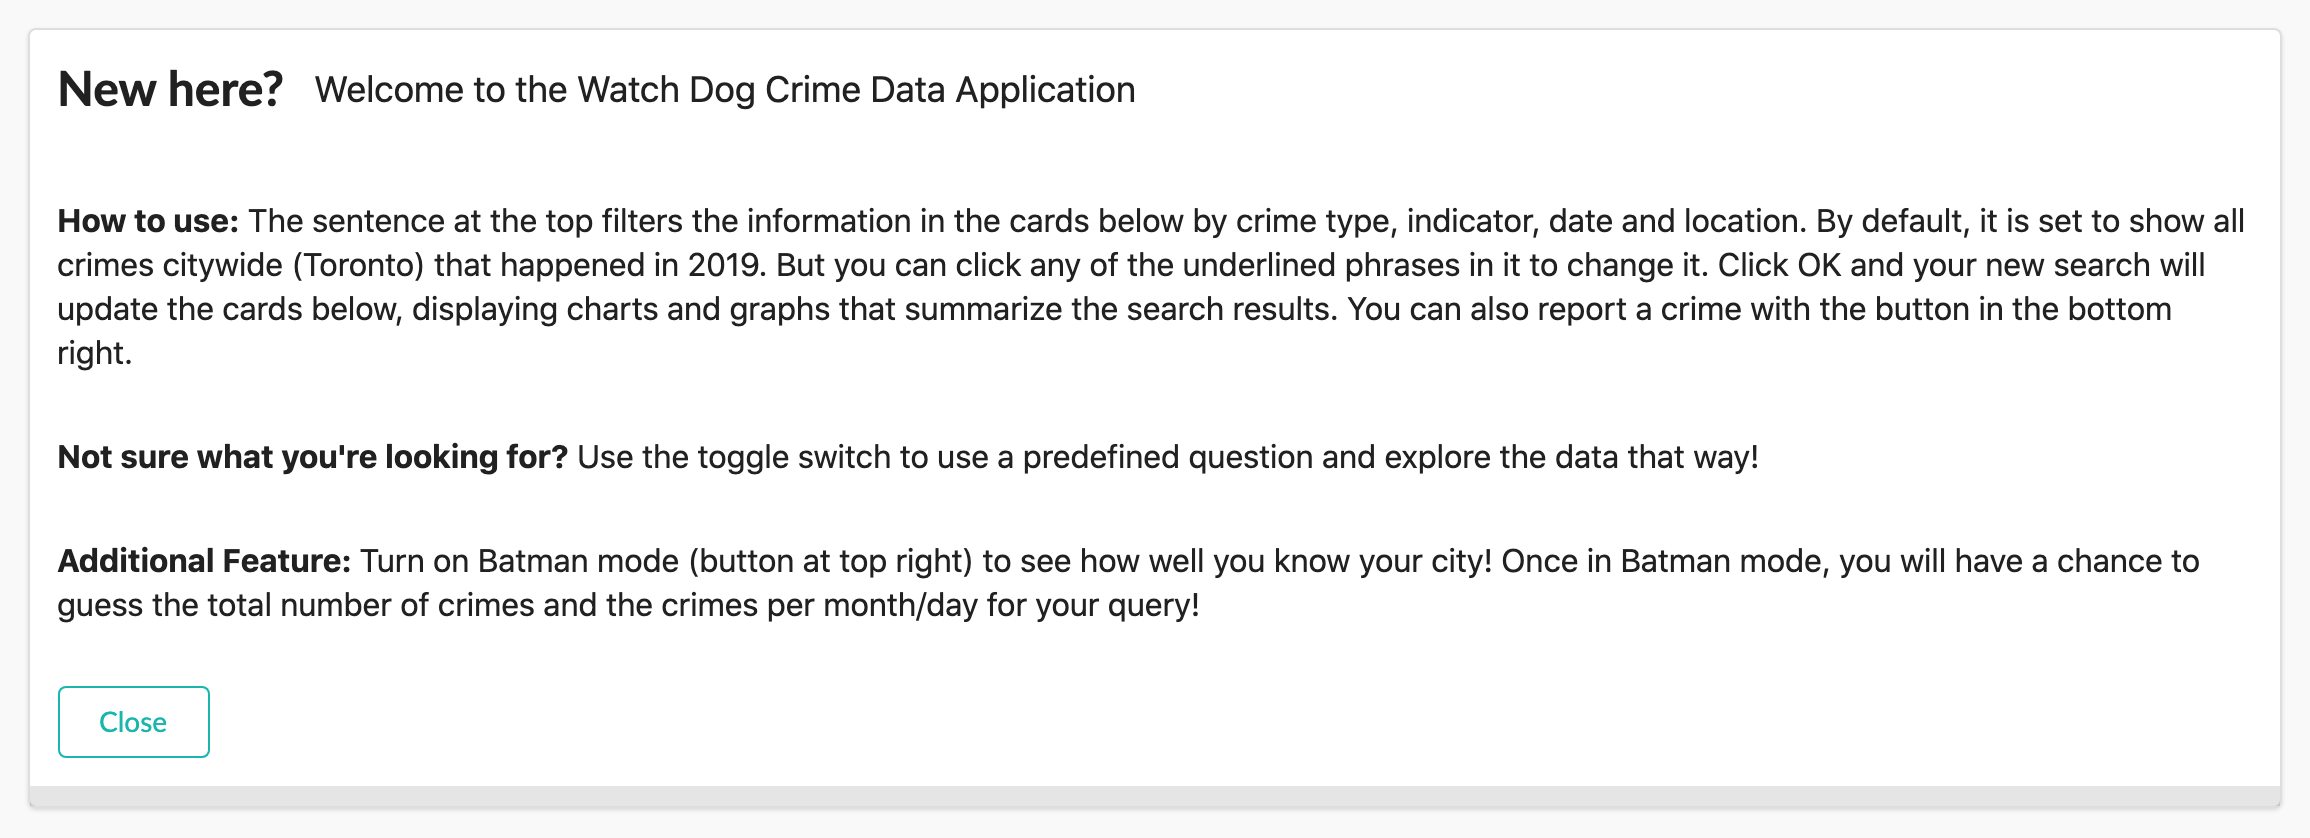 New here? Welcome to the Watch Dog Crime Data Application
How to use: The sentence at the top filters the information in the cards below by crime type, indicator, date and location. By default, it is set to show all
crimes citywide (Toronto) that happened in 2019. But you can click any of the underlined phrases in it to change it. Click OK and your new search will
update the cards below, displaying charts and graphs that summarize the search results. You can also report a crime with the button in the bottom
right.
Not sure what you're looking for? Use the toggle switch to use a predefined question and explore the data that way!
Additional Feature: Turn on Batman mode (button at top right) to see how well you know your city! Once in Batman mode, you will have a chance to
guess the total number of crimes and the crimes per month/day for your query!
Close